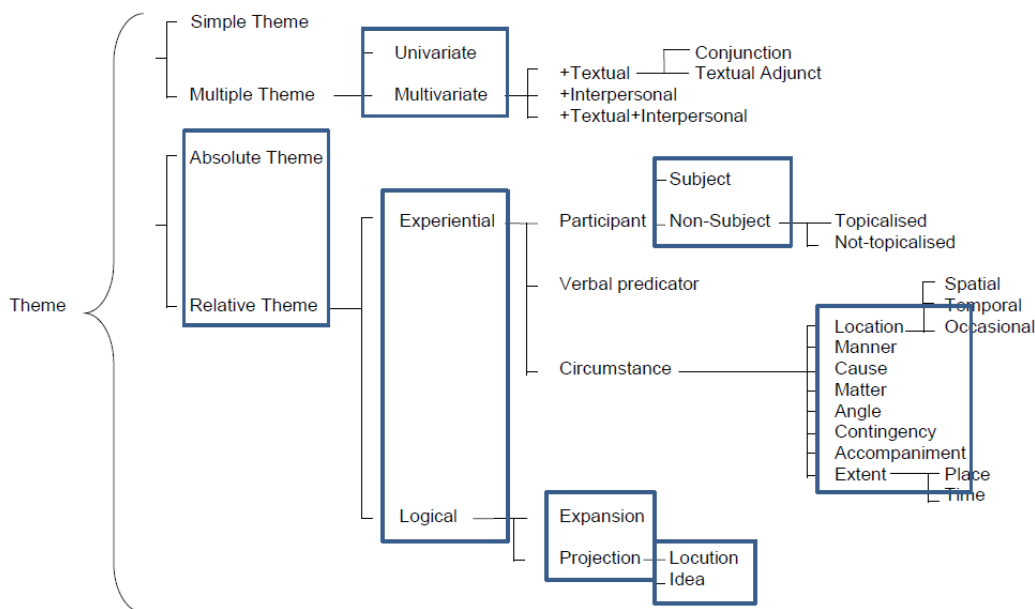 Simple Theme
Univariate
Conjunction
+Textual
Textual Adjunct
Multiple Theme
Multivariate
+Interpersonal
+Textual+Interpersonal
Absolute Theme
Subject
Experiential
Participant
Non-Subject
Topicalised
Not-topicalised
Verbal predicator
Spatial
Theme
Relative Theme
Temporal
Location
Occasional
Manner
Circumstance
Cause
Matter
Angle
Contingency
Accompaniment
Extent
Place
Time
Logical
Expansion
Projection
Locution
Idea